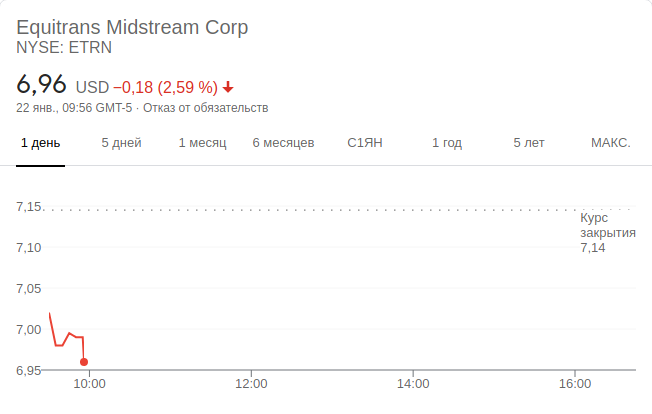 Equitrans Midstream Corp
NYSE: ETRN
6,96 USD −0,18 (2,59 %)
22 янв., 09:56 GMT-5 · Отказ от обязательств
1 день 5 дней 1 месяц 6 месяцев С1ЯН 1 год 5 лет МАКС.
7,15
Курс
закрытия
7,10 7,14
7,05
7,00
6,95
10:00 12:00 14:00 16:00